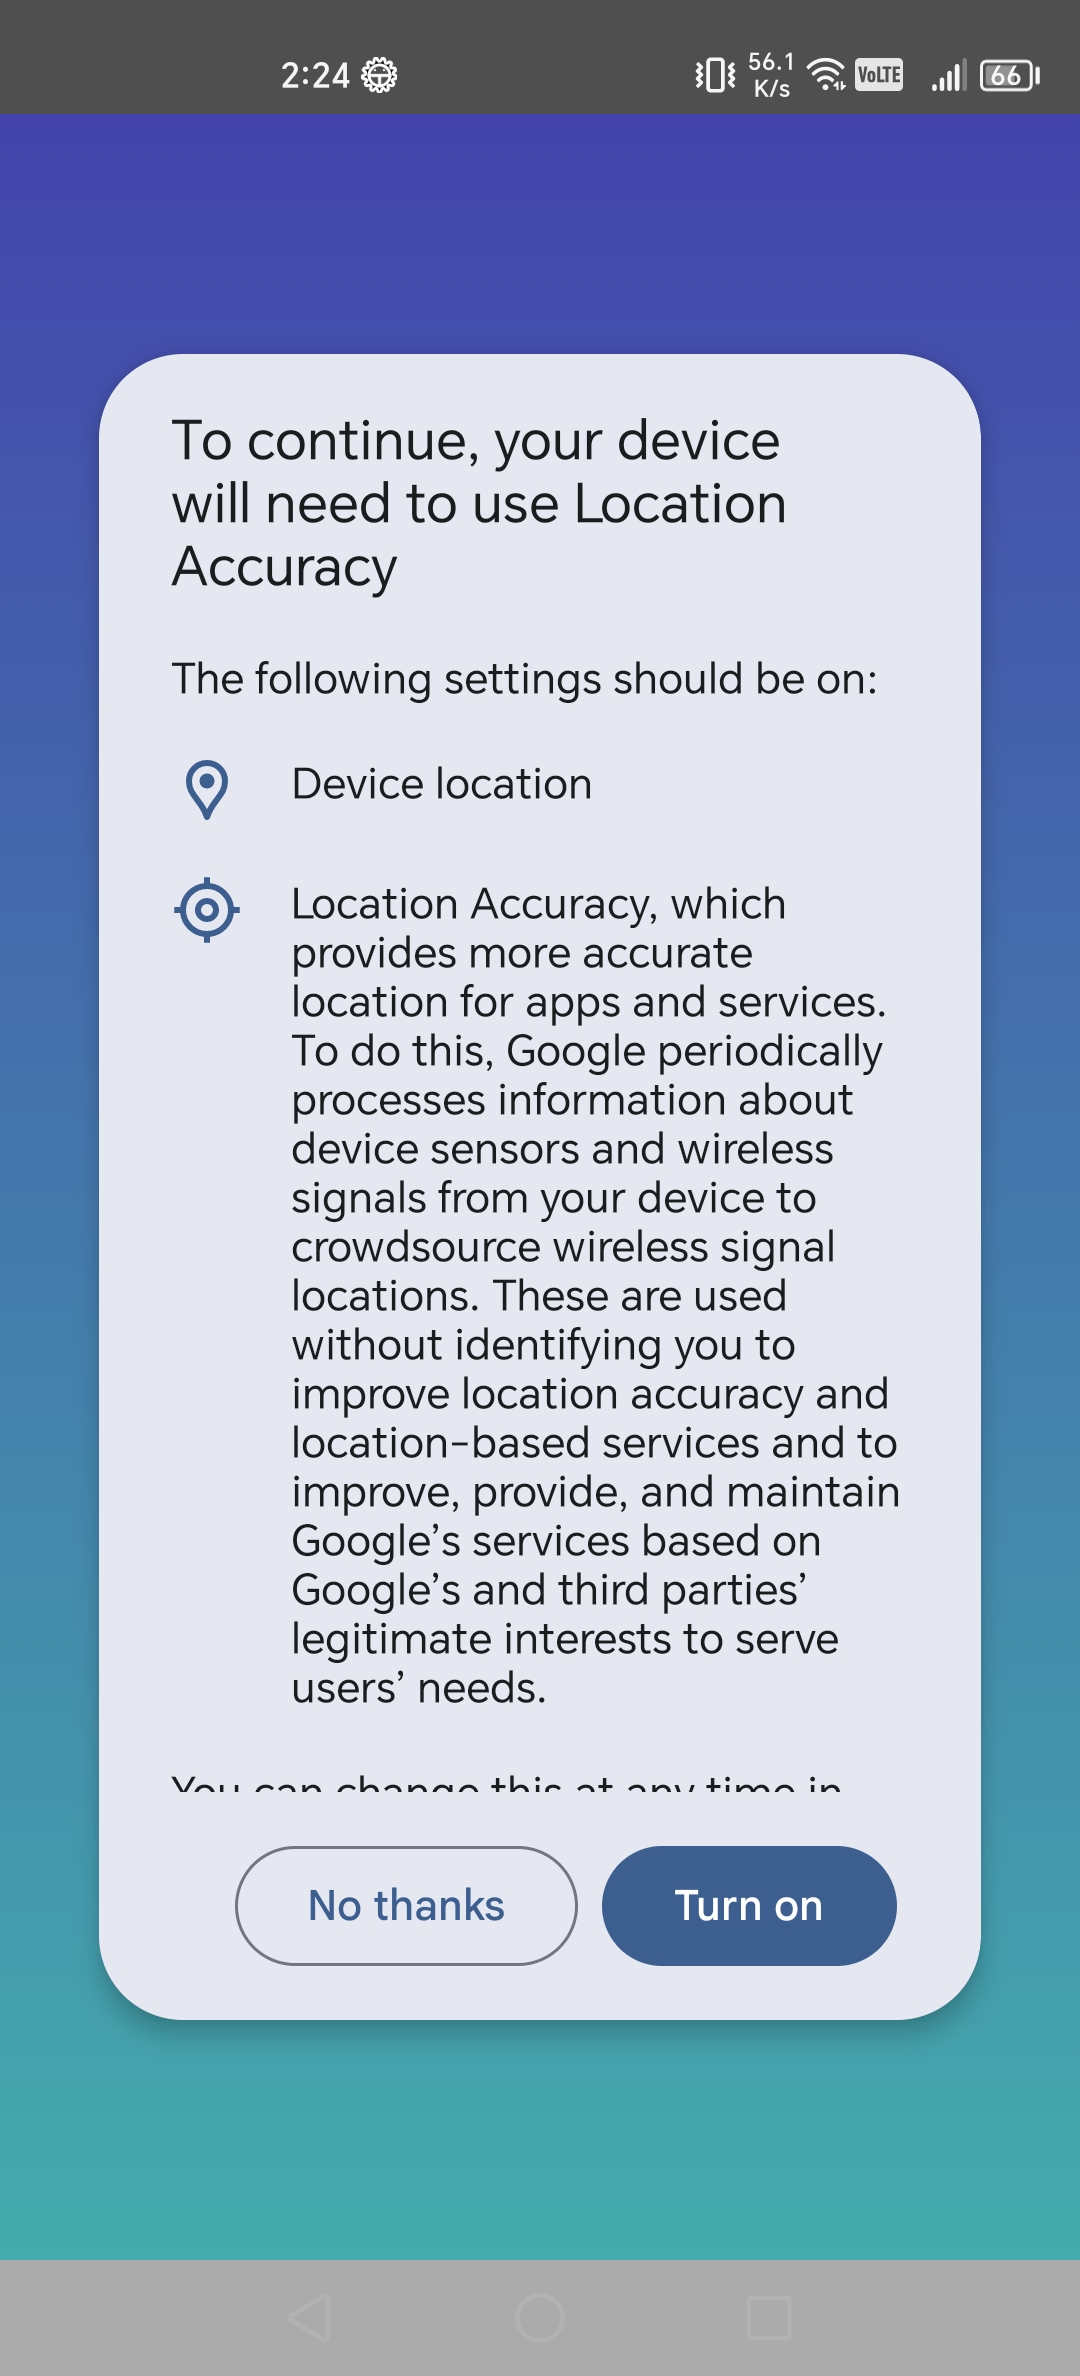 2:24
56.1
K/s
VoLTE
66
To continue, your device
will need to use Location
Accuracy
The following settings should be on:
Device location
Location Accuracy, which
provides more accurate
location for apps and services.
To do this, Google periodically
processes information about
device sensors and wireless
signals from your device to
crowdsource wireless signal
locations. These are used
without identifying you to
improve location accuracy and
location-based services and to
improve, provide, and maintain
Google’s services based on
Google’s and third parties’
legitimate interests to serve
users’ needs.
You can change this at any time in
No thanks
Turn on